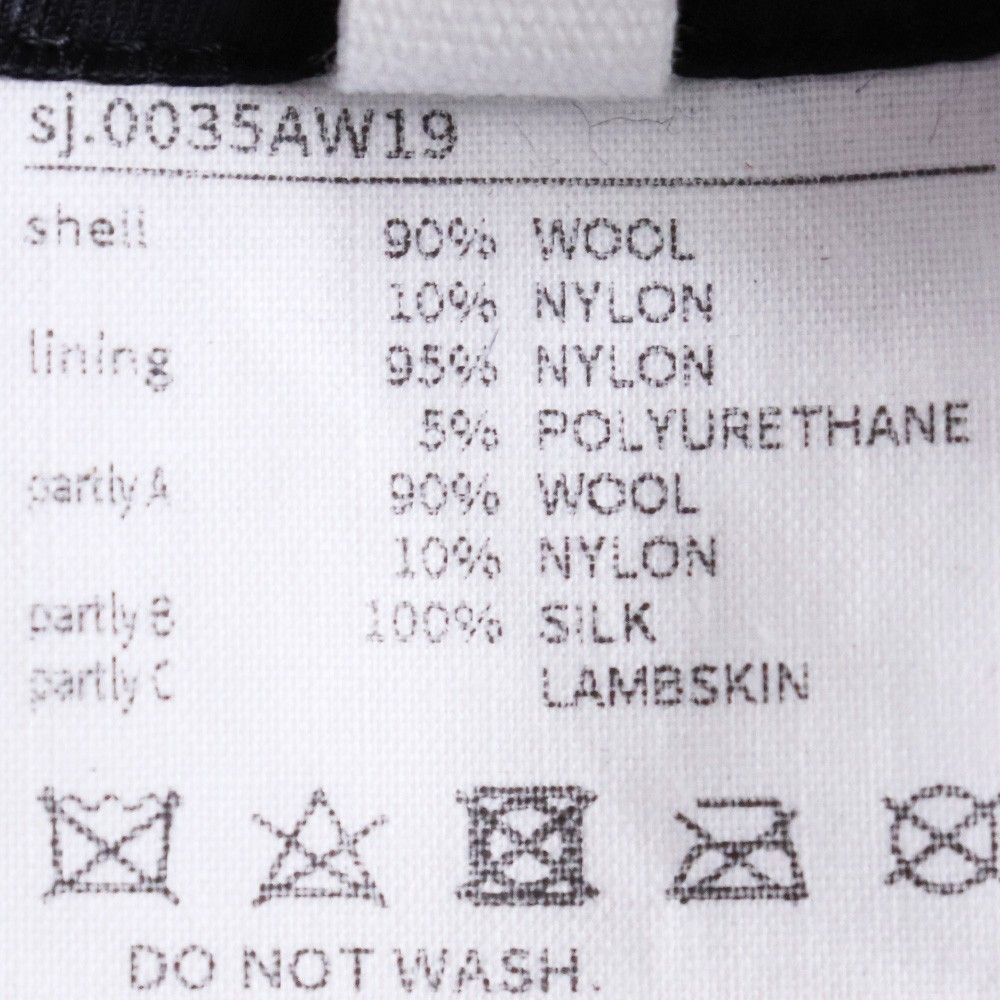 sj.0035AW19
shell 90% WOOL
10% NYLON
lining 95% NYLON
5% POLYURETHANE
partly A 90% WOOL
10% NYLON
partly B 100% SILK
partly C LAMBSKIN
DO NOT WASH.